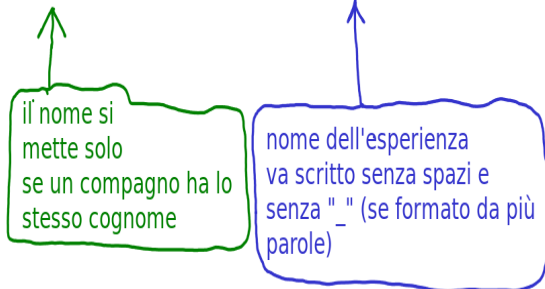 il nome si
mette solo
se un compagno ha lo
stesso cognome
nome dell'esperienza
va scritto senza spazi e
senza "_" (se formato da più
parole)